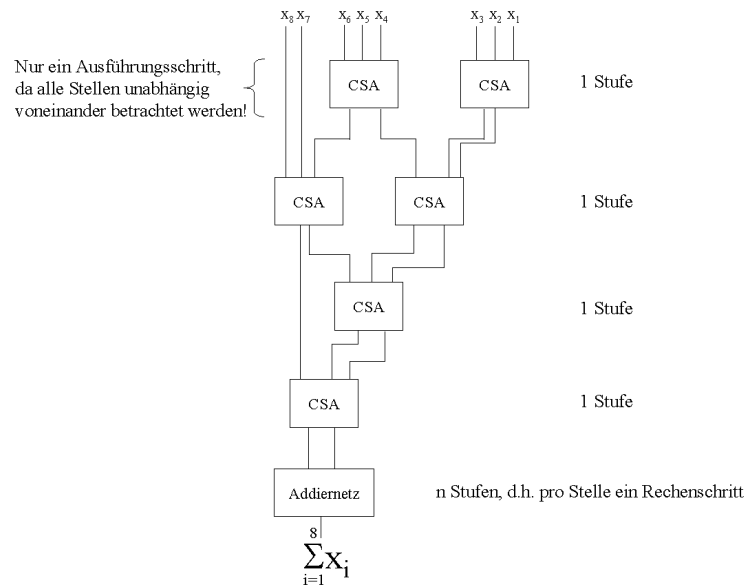 x₈ x₇ x₆ x₅ x₄ x₃ x₂ x₁
Nur ein Ausführungsschritt,
da alle Stellen unabhängig
voneinander betrachtet werden!
CSA CSA 1 Stufe
CSA CSA 1 Stufe
CSA 1 Stufe
CSA 1 Stufe
Addiernetz n Stufen, d.h. pro Stelle ein Rechenschritt
8
∑xᵢ
i=1